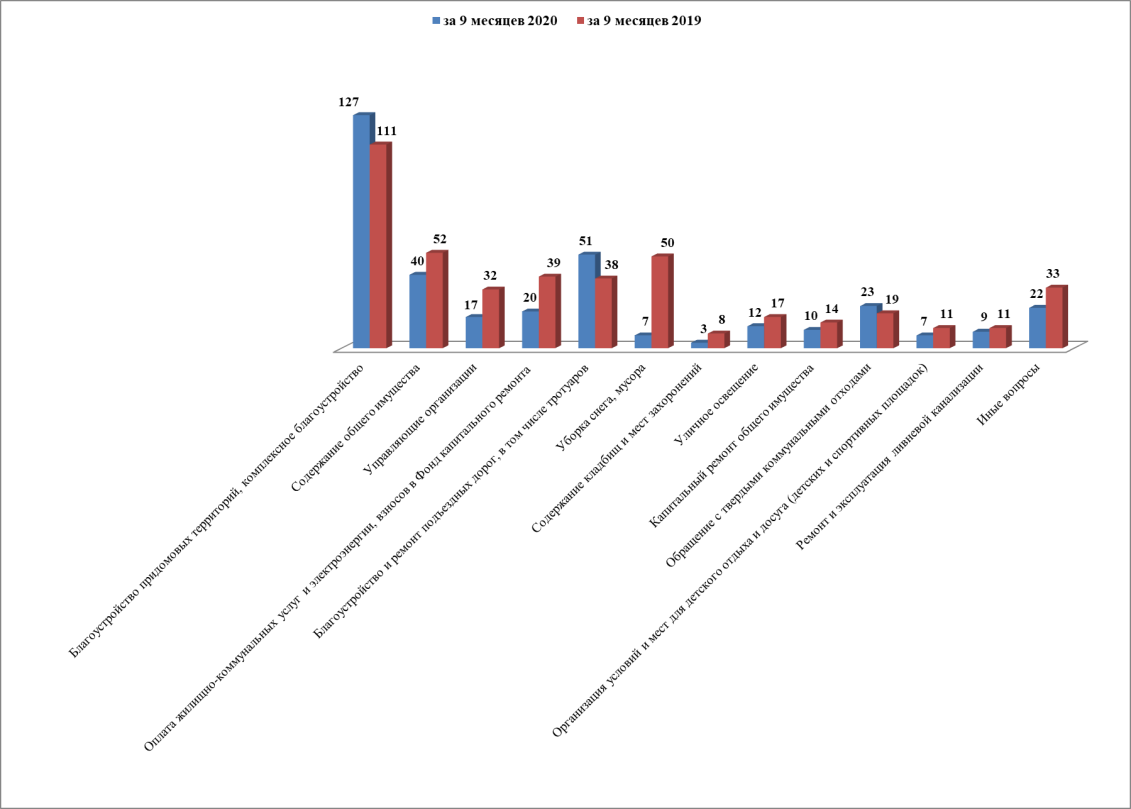 за 9 месяцев 2020 за 9 месяцев 2019
127 111
40 52
17 32
20 39
51 38
7 50
3 8
12 17
10 14
23 19
7 11
9 11
22 33
Благоустройство придомовых территорий, комплексное благоустройство
Содержание общего имущества
Управляющие организации
Оплата жилищно-коммунальных услуг и электроэнергии, взносов в Фонд капитального ремонта
Благоустройство и ремонт подъездных дорог, в том числе тротуаров
Уборка снега, мусора
Содержание кладбищ и мест захоронений
Уличное освещение
Капитальный ремонт общего имущества
Обращение с твердыми коммунальными отходами
Организация условий и мест для детского отдыха и досуга (детских и спортивных площадок)
Ремонт и эксплуатация ливневой канализации
Иные вопросы